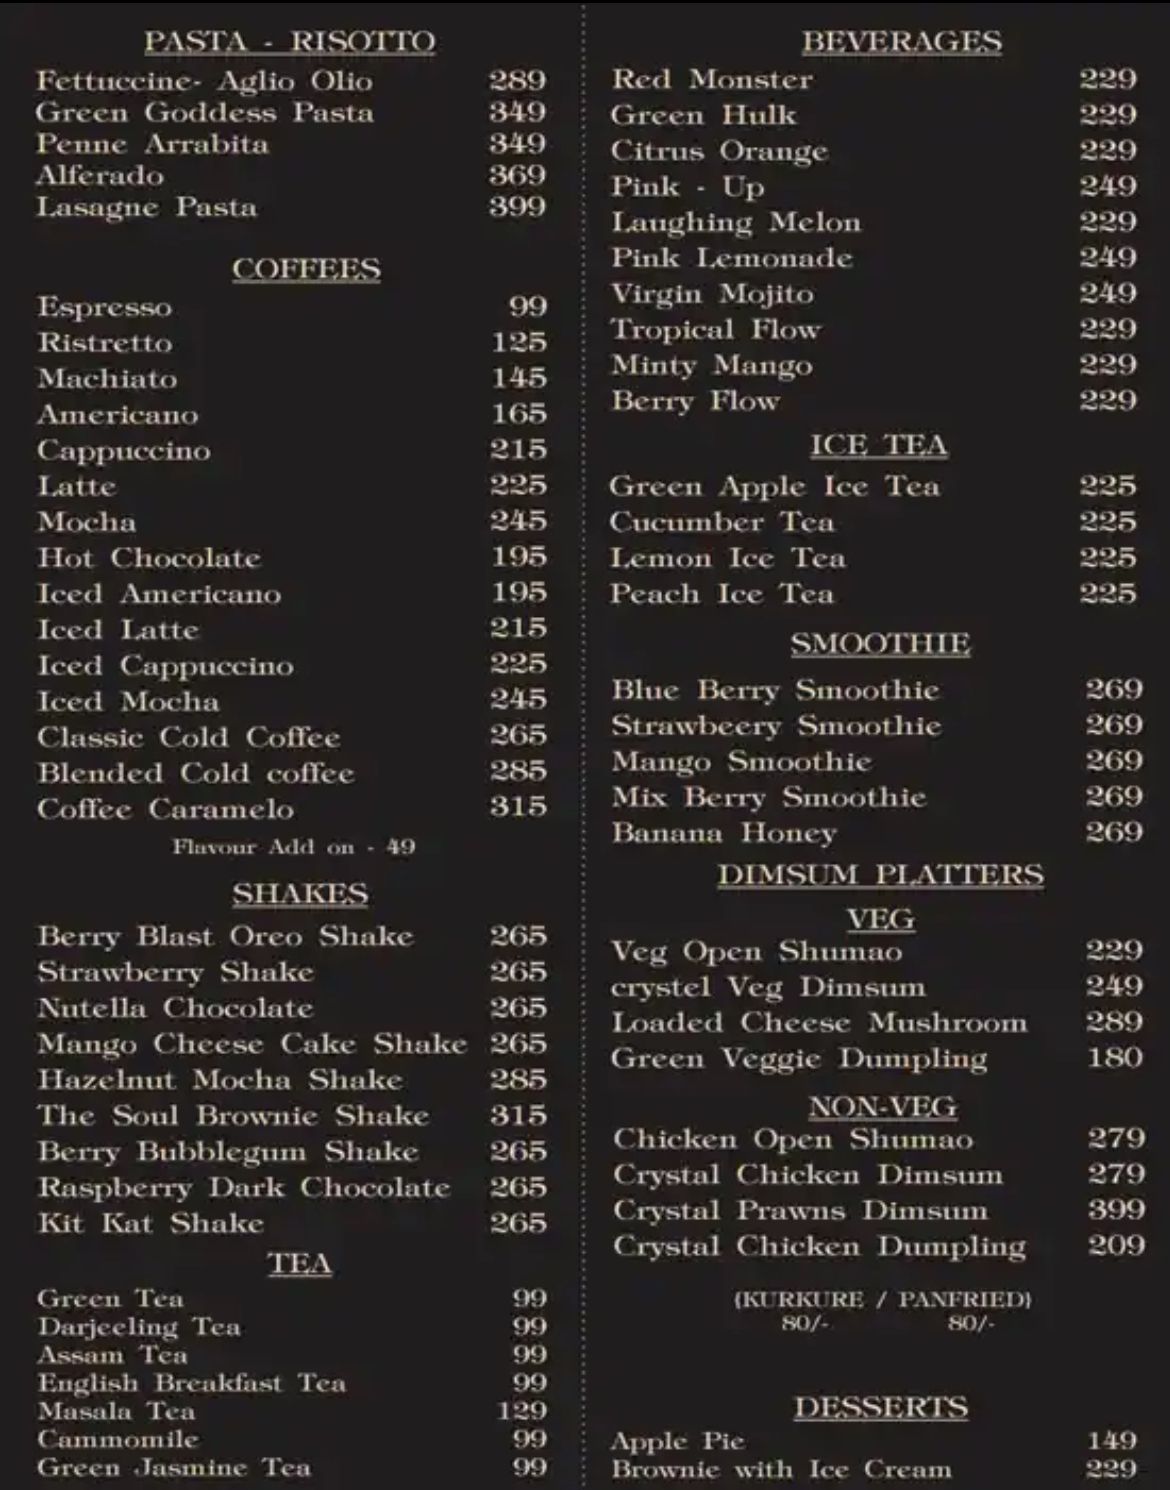 PASTA - RISOTTO
Fettuccine- Aglio Olio 289
Green Goddess Pasta 349
Penne Arrabita 349
Alferado 369
Lasagne Pasta 399
COFFEES
Espresso 99
Ristretto 125
Machiato 145
Americano 165
Cappuccino 215
Latte 225
Mocha 245
Hot Chocolate 195
Iced Americano 195
Iced Latte 215
Iced Cappuccino 225
Iced Mocha 245
Classic Cold Coffee 265
Blended Cold coffee 285
Coffee Caramelo 315
Flavour Add on - 49
SHAKES
Berry Blast Oreo Shake 265
Strawberry Shake 265
Nutella Chocolate 265
Mango Cheese Cake Shake 265
Hazelnut Mocha Shake 285
The Soul Brownie Shake 315
Berry Bubblegum Shake 265
Raspberry Dark Chocolate 265
Kit Kat Shake 265
TEA
Green Tea 99
Darjeeling Tea 99
Assam Tea 99
English Breakfast Tea 99
Masala Tea 129
Cammomile 99
Green Jasmine Tea 99
BEVERAGES
Red Monster 229
Green Hulk 229
Citrus Orange 229
Pink - Up 249
Laughing Melon 229
Pink Lemonade 249
Virgin Mojito 249
Tropical Flow 229
Minty Mango 229
Berry Flow 229
ICE TEA
Green Apple Ice Tea 225
Cucumber Tea 225
Lemon Ice Tea 225
Peach Ice Tea 225
SMOOTHIE
Blue Berry Smoothie 269
Strawbeery Smoothie 269
Mango Smoothie 269
Mix Berry Smoothie 269
Banana Honey 269
DIMSUM PLATTERS
VEG
Veg Open Shumao 229
crystel Veg Dimsum 249
Loaded Cheese Mushroom 289
Green Veggie Dumpling 180
NON-VEG
Chicken Open Shumao 279
Crystal Chicken Dimsum 279
Crystal Prawns Dimsum 399
Crystal Chicken Dumpling 209
(KURKURE / PANFRIED)
80/- 80/-
DESSERTS
Apple Pie 149
Brownie with Ice Cream 229